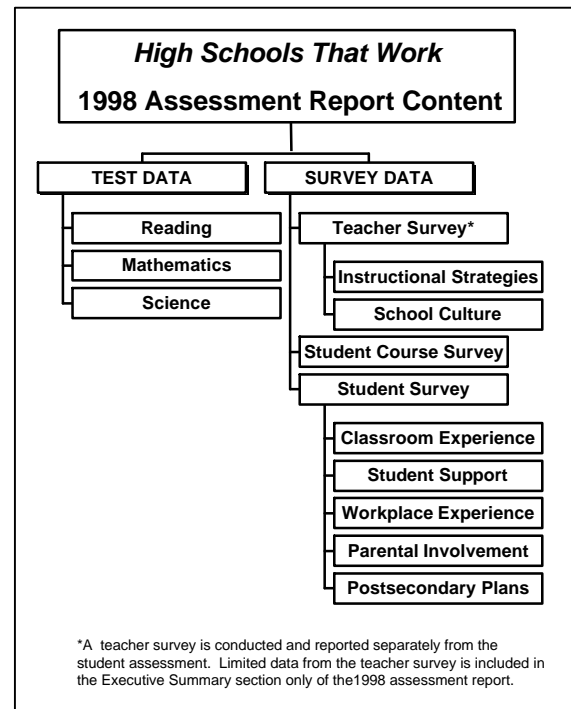 High Schools That Work
1998 Assessment Report Content
TEST DATA
Reading
Mathematics
Science
SURVEY DATA
Teacher Survey*
Instructional Strategies
School Culture
Student Course Survey
Student Survey
Classroom Experience
Student Support
Workplace Experience
Parental Involvement
Postsecondary Plans
*A teacher survey is conducted and reported separately from the
student assessment. Limited data from the teacher survey is included in
the Executive Summary section only of the1998 assessment report.